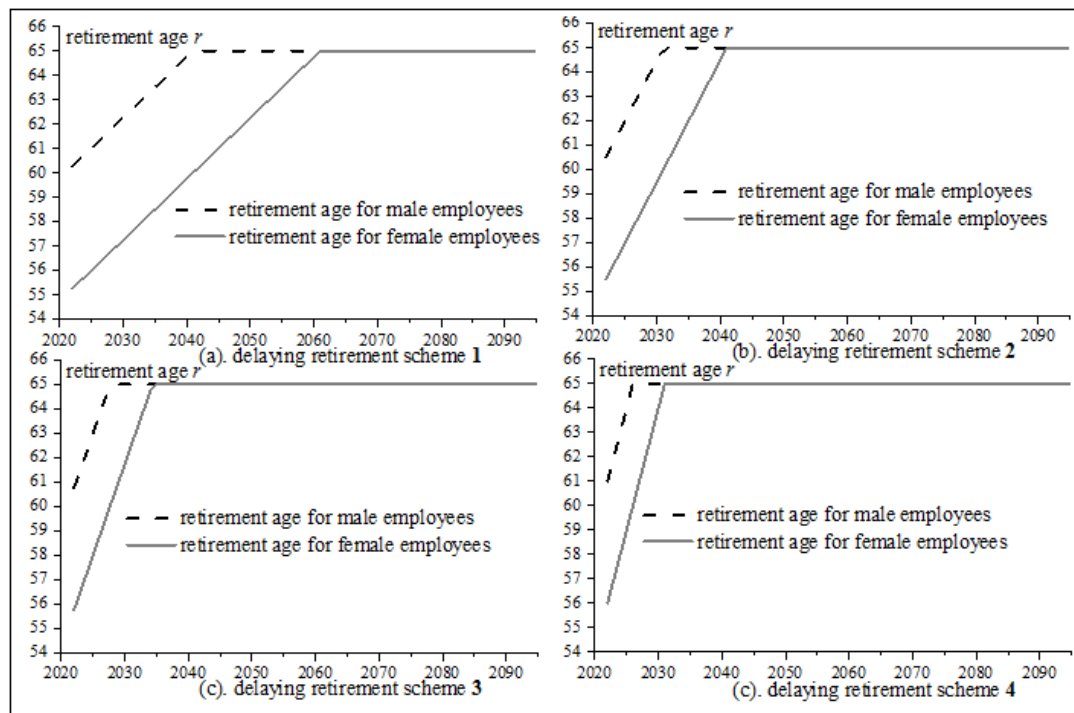 retirement age r
66
65
64
63
62
61
60
59
58
57
56
55
54
retirement age for male employees
retirement age for female employees
2020 2030 2040 2050 2060 2070 2080 2090
(a). delaying retirement scheme 1
retirement age r
66
65
64
63
62
61
60
59
58
57
56
55
54
retirement age for male employees
retirement age for female employees
2020 2030 2040 2050 2060 2070 2080 2090
(b). delaying retirement scheme 2
retirement age r
66
65
64
63
62
61
60
59
58
57
56
55
54
retirement age for male employees
retirement age for female employees
2020 2030 2040 2050 2060 2070 2080 2090
(c). delaying retirement scheme 3
retirement age r
66
65
64
63
62
61
60
59
58
57
56
55
54
retirement age for male employees
retirement age for female employees
2020 2030 2040 2050 2060 2070 2080 2090
(c). delaying retirement scheme 4